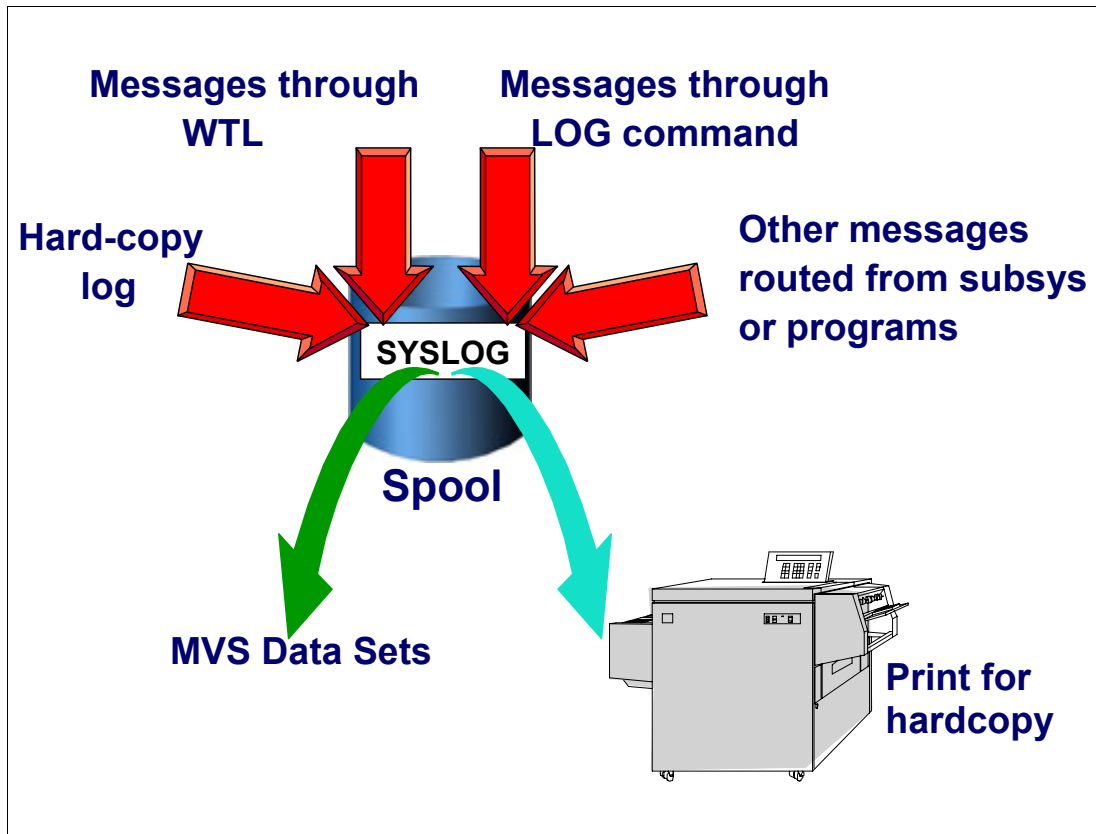 Messages through
WTL
Messages through
LOG command
Hard-copy
log
Other messages
routed from subsys
or programs
SYSLOG
Spool
MVS Data Sets
Print for
hardcopy